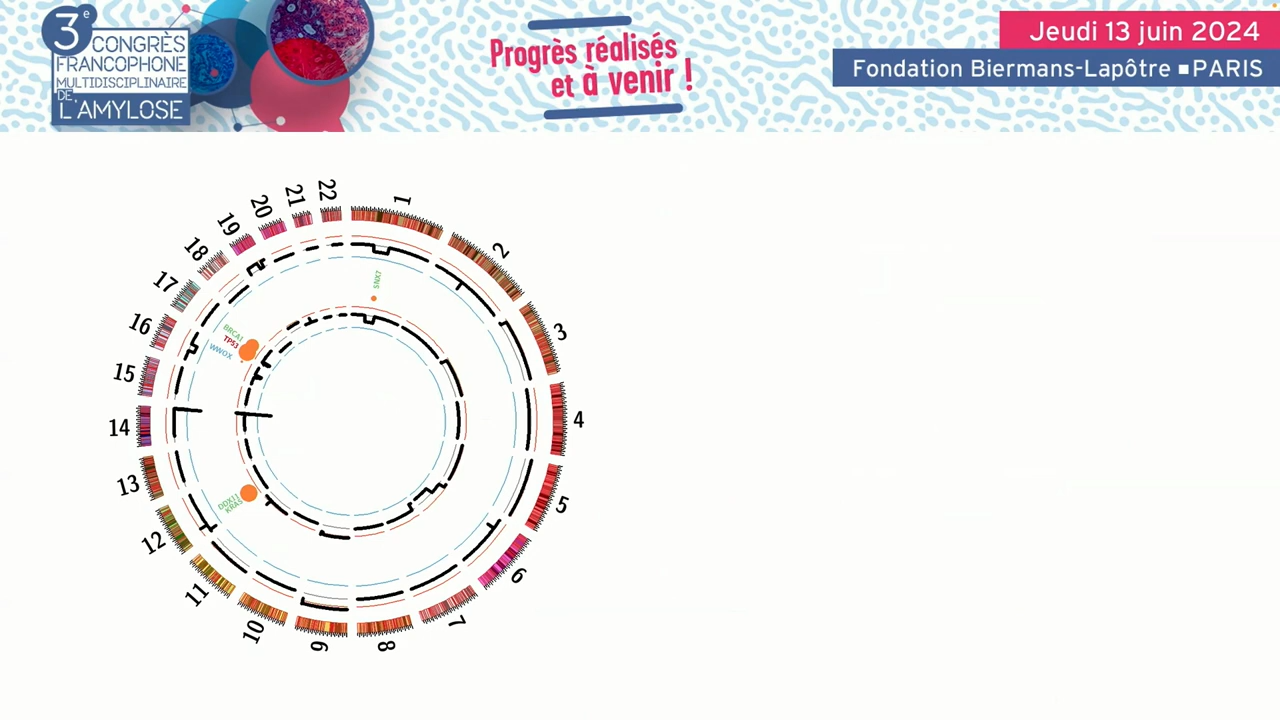 3e
CONGRÈS
FRANCOPHONE
MULTIDISCIPLINAIRE
DE
L'AMYLOSE
Progrès réalisés
et à venir !
Jeudi 13 juin 2024
Fondation Biermans-Lapôtre ▪PARIS
1
2
3
4
5
6
7
8
9
10
11
12
13
14
15
16
17
18
19
20
21
22
SNX7
BRCA1
TP53
WWOX
DDX11
KRAS